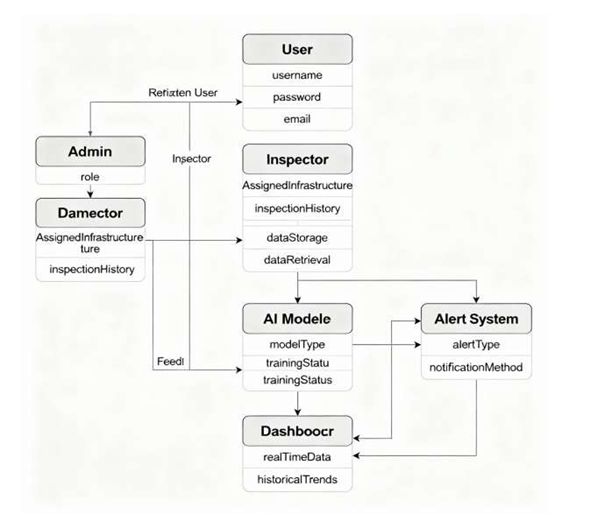 User
username
password
email
Retixten User
Admin
role
Insector
Inspector
AssignedInfrastructure
inspectionHistory
dataStorage
dataRetrieval
Damector
AssignedInfrastructure
ture
inspectionHistory
AI Modele
modelType
trainingStatu
trainingStatus
Alert System
alertType
notificationMethod
Feedl
Dashboocr
realTimeData
historicalTrends